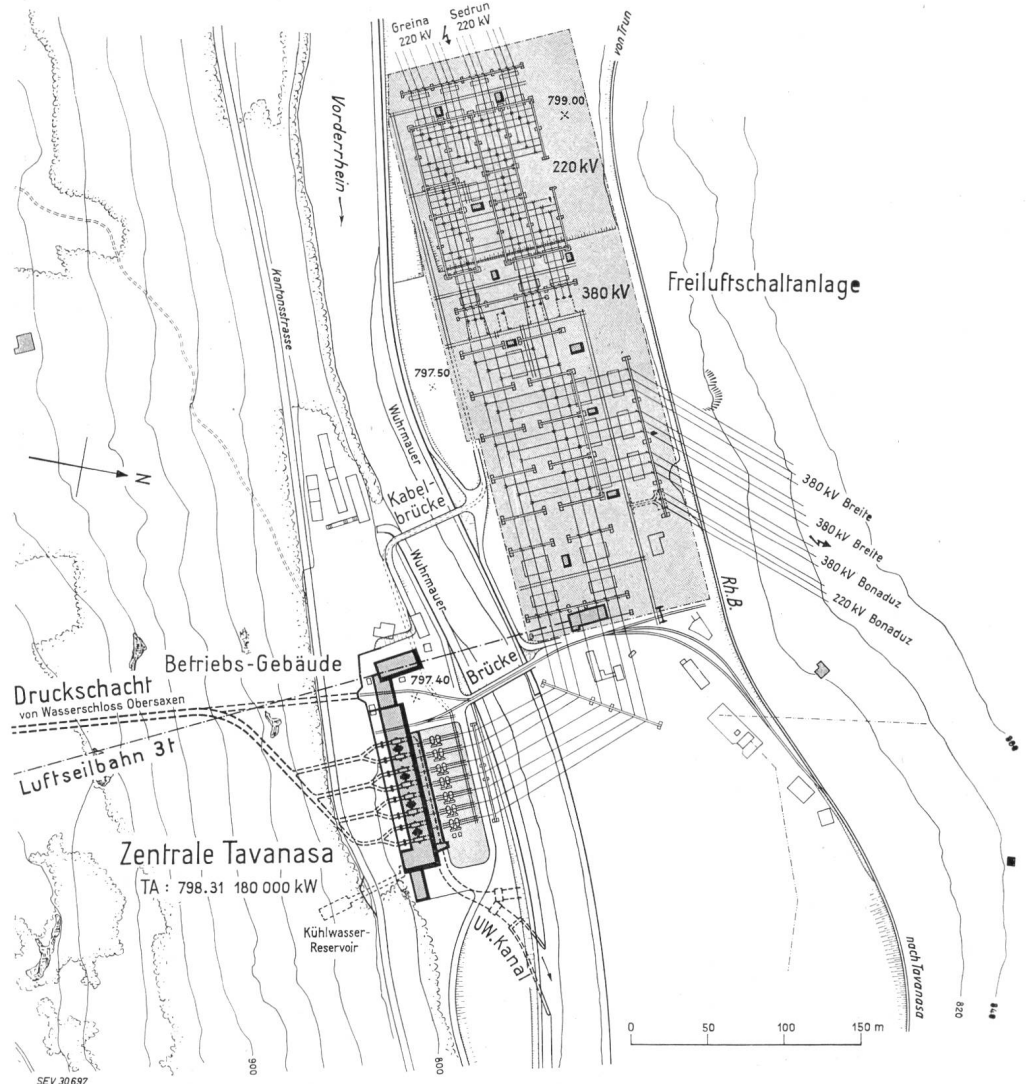 Greina
220 kV
Sedrun
220 kV
von Trun
Vorderrhein
799.00
220 kV
Kantonsstrasse
380 kV
Freiluftschaltanlage
797.50
Wuhrmauer
N
Kabel-
brücke
380 kV Breite
380 kV Breite
380 kV Bonaduz
220 kV Bonaduz
Wuhrmauer
Rh.B.
Betriebs-Gebäude
Brücke
797.40
Druckschacht
von Wasserschloss Obersaxen
Luftseilbahn 3t
Zentrale Tavanasa
TA : 798.31 180 000 kW
Kühlwasser-
Reservoir
UW. Kanal
nach Tavanasa
0 50 100 150 m
900
800
820
840
SEV 30697